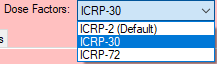 Dose Factors: ICRP-30
ICRP-2 (Default)
ICRP-30
ICRP-72